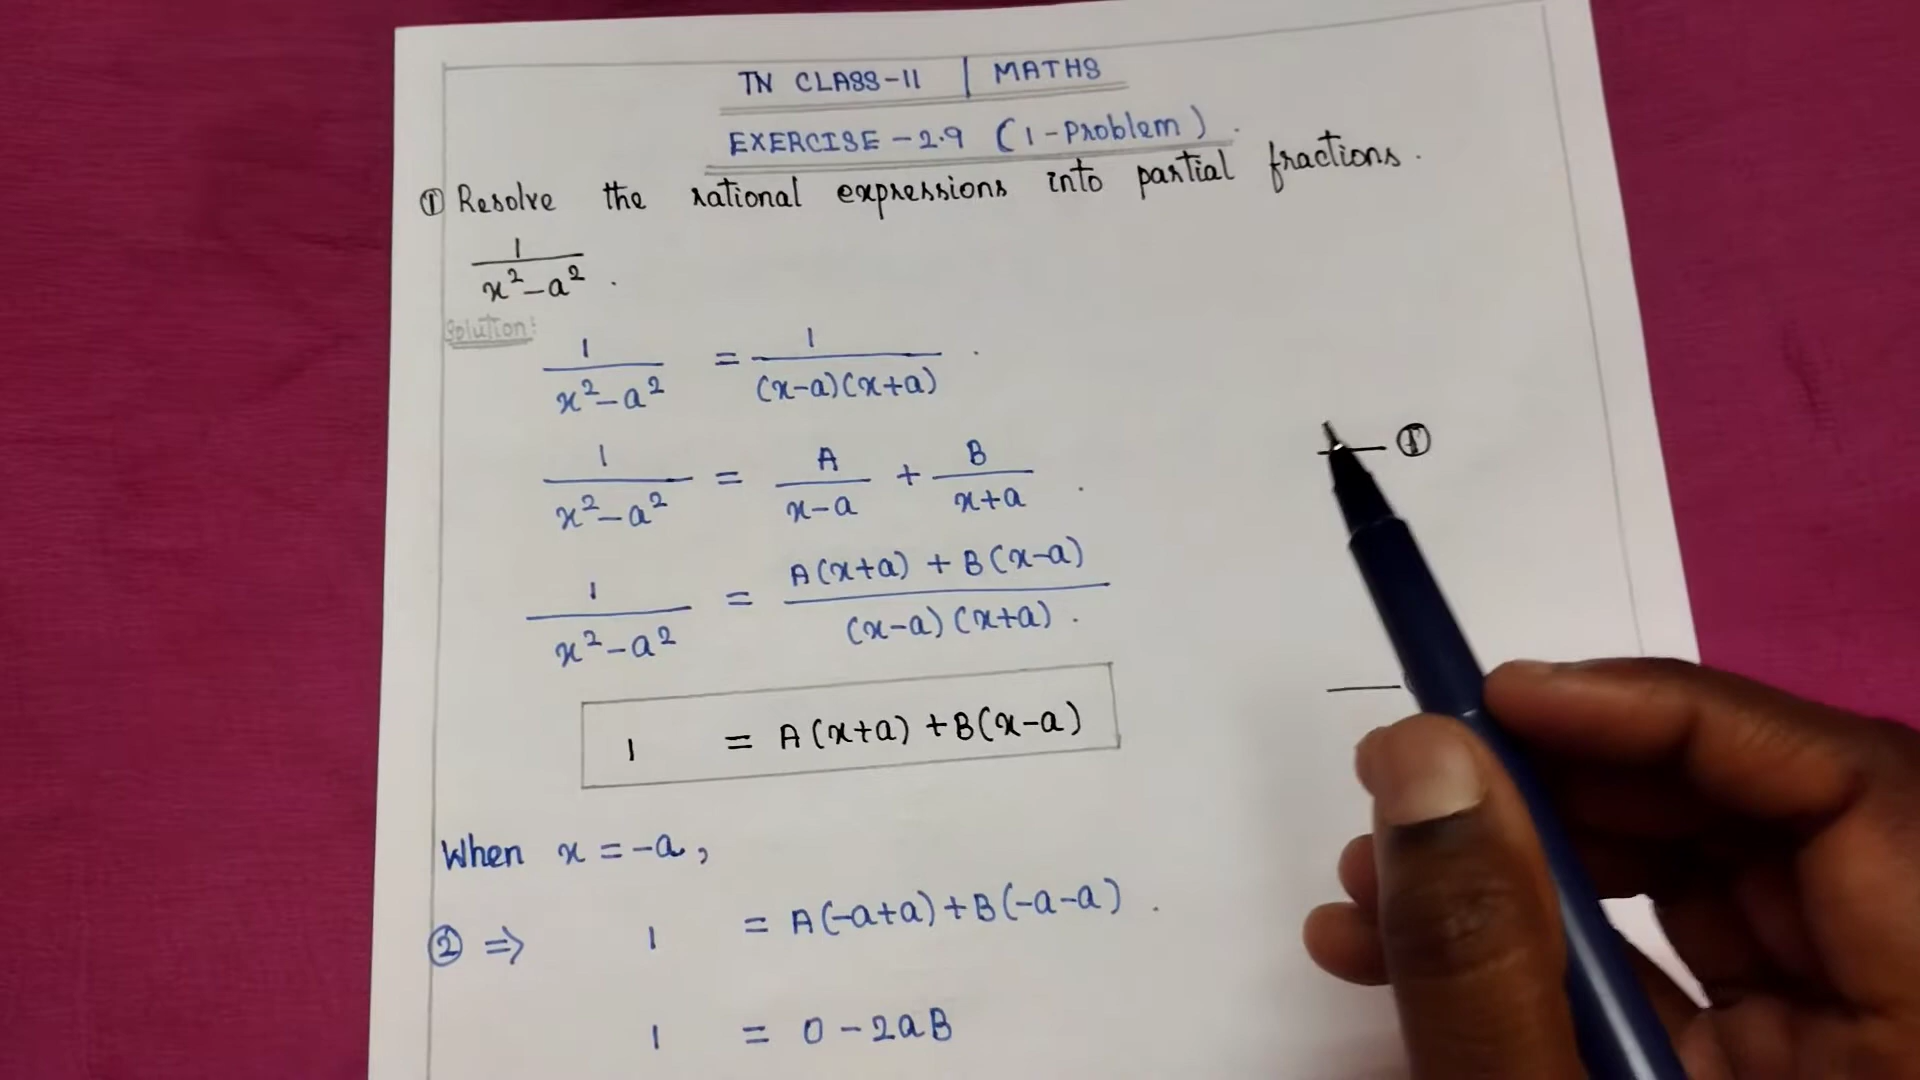 TN CLASS-11 | MATHS
EXERCISE - 2.9 (1-Problem).
① Resolve the rational expressions into partial fractions.
1/(x²-a²).
Solution:
1/(x²-a²) = 1/((x-a)(x+a)).
1/(x²-a²) = A/(x-a) + B/(x+a). — ①
1/(x²-a²) = (A(x+a) + B(x-a))/((x-a)(x+a)).
1 = A(x+a) + B(x-a) —
When x = -a,
② ⇒ 1 = A(-a+a) + B(-a-a).
1 = 0 - 2aB